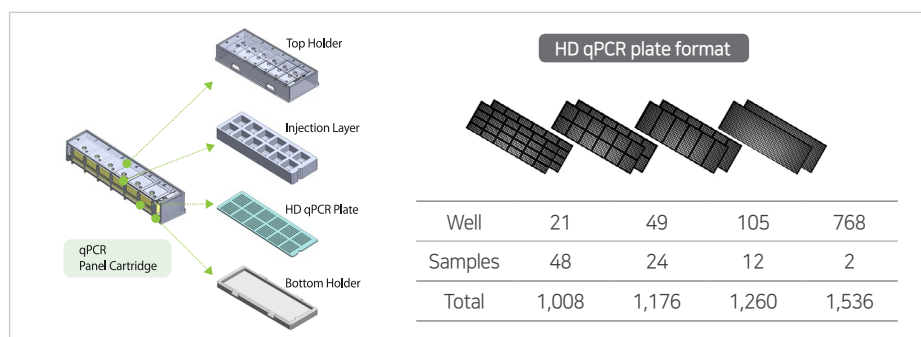 Top Holder
Injection Layer
HD qPCR Plate
Bottom Holder
qPCR
Panel Cartridge
HD qPCR plate format
Well 21 49 105 768
Samples 48 24 12 2
Total 1,008 1,176 1,260 1,536